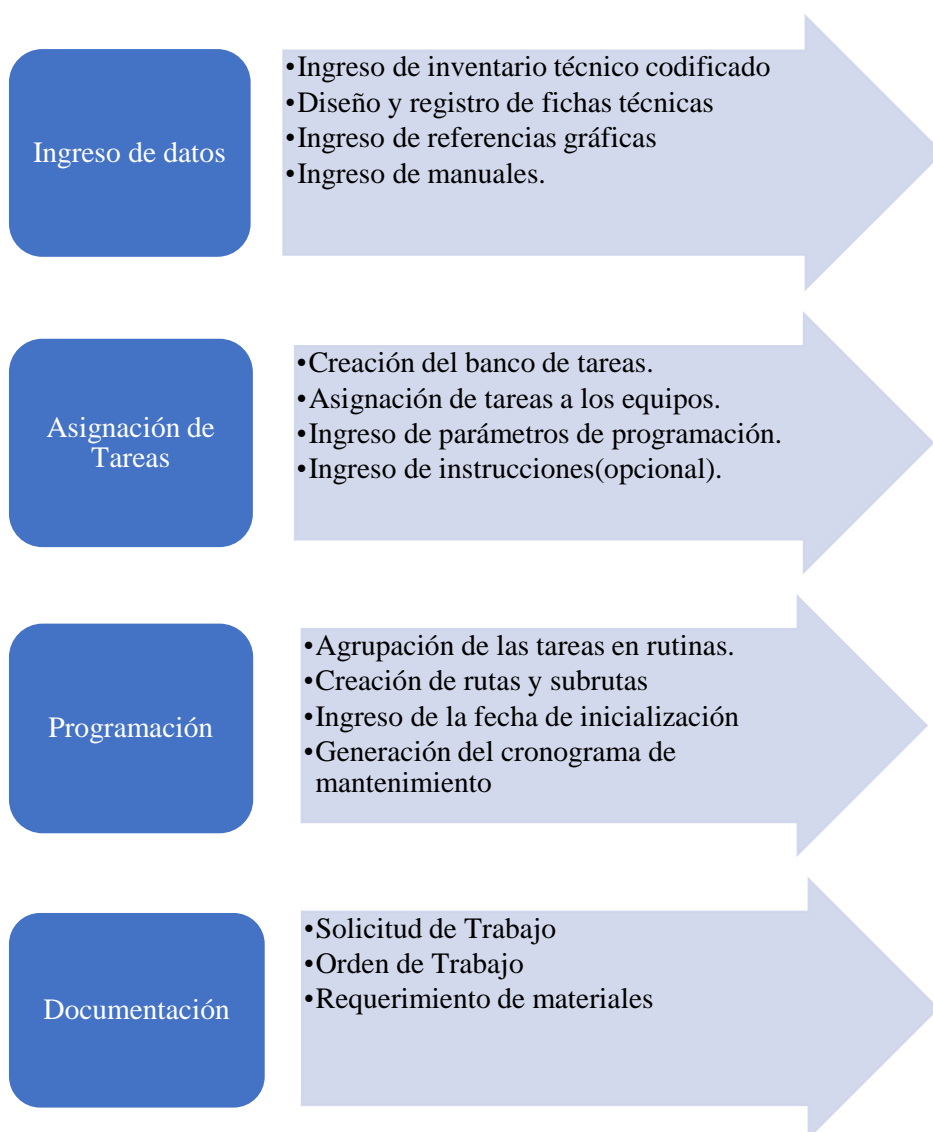 Ingreso de datos
•Ingreso de inventario técnico codificado
•Diseño y registro de fichas técnicas
•Ingreso de referencias gráficas
•Ingreso de manuales.
Asignación de
Tareas
•Creación del banco de tareas.
•Asignación de tareas a los equipos.
•Ingreso de parámetros de programación.
•Ingreso de instrucciones(opcional).
Programación
•Agrupación de las tareas en rutinas.
•Creación de rutas y subrutas
•Ingreso de la fecha de inicialización
•Generación del cronograma de
mantenimiento
Documentación
•Solicitud de Trabajo
•Orden de Trabajo
•Requerimiento de materiales